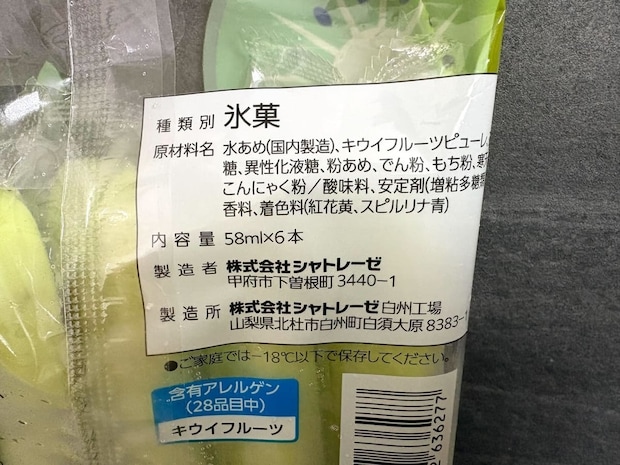 種類別 氷菓
原材料名 水あめ(国内製造)、キウイフルーツピューレ、
糖、異性化液糖、粉あめ、でん粉、もち粉、寒
こんにゃく粉／酸味料、安定剤(増粘多糖
香料、着色料(紅花黄、スピルリナ青)
内容量 58ml×6本
製造者 株式会社シャトレーゼ
甲府市下曽根町3440-1
製造所 株式会社シャトレーゼ白州工場
山梨県北杜市白州町白須大原8383-
●ご家庭では-18℃以下で保存してください。
含有アレルゲン
(28品目中)
キウイフルーツ
2636277